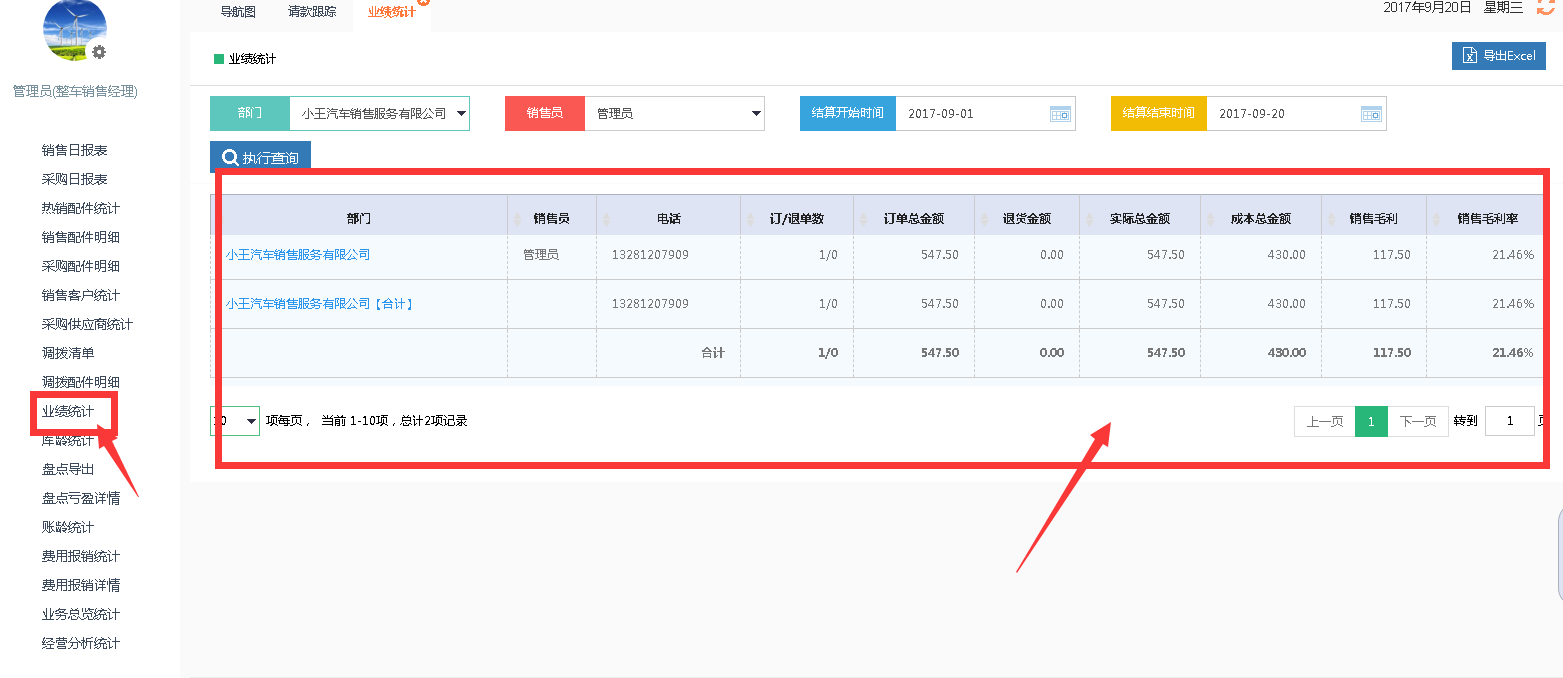 导航图 请款跟踪 业绩统计 2017年9月20日 星期三
管理员(整车销售经理)
销售日报表
采购日报表
热销配件统计
销售配件明细
采购配件明细
销售客户统计
采购供应商统计
调拨清单
调拨配件明细
业绩统计
库龄统计
盘点导出
盘点亏盈详情
账龄统计
费用报销统计
费用报销详情
业务总览统计
经营分析统计
业绩统计 导出Excel
部门 小王汽车销售服务有限公司 销售员 管理员 结算开始时间 2017-09-01 结算结束时间 2017-09-20
执行查询
部门 销售员 电话 订/退单数 订单总金额 退货金额 实际总金额 成本总金额 销售毛利 销售毛利率
小王汽车销售服务有限公司 管理员 13281207909 1/0 547.50 0.00 547.50 430.00 117.50 21.46%
小王汽车销售服务有限公司【合计】 13281207909 1/0 547.50 0.00 547.50 430.00 117.50 21.46%
合计 1/0 547.50 0.00 547.50 430.00 117.50 21.46%
10 项每页， 当前 1-10项，总计2项记录 上一页 1 下一页 转到 1